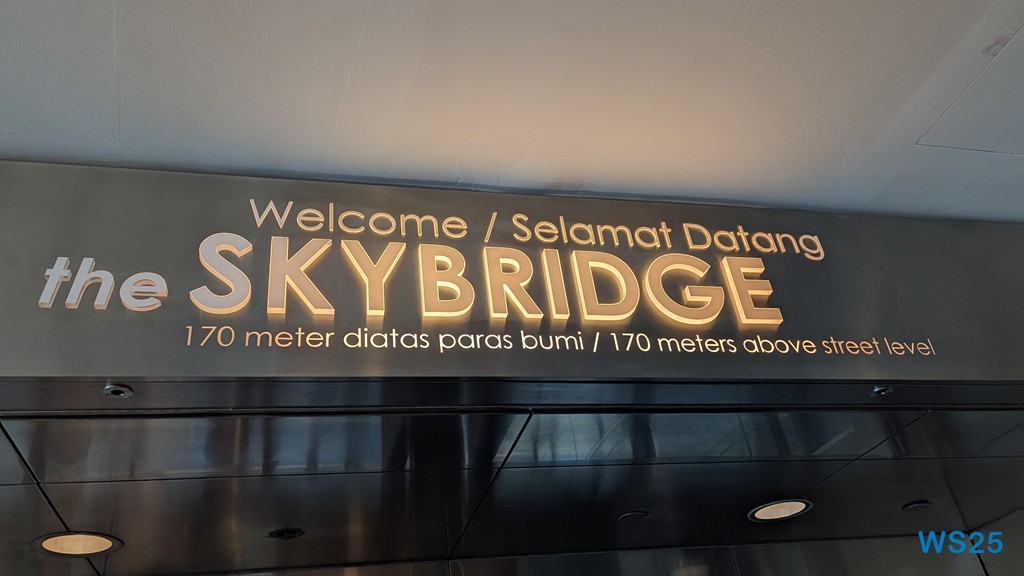 Welcome / Selamat Datang
the SKYBRIDGE
170 meter diatas paras bumi / 170 meters above street level
WS25